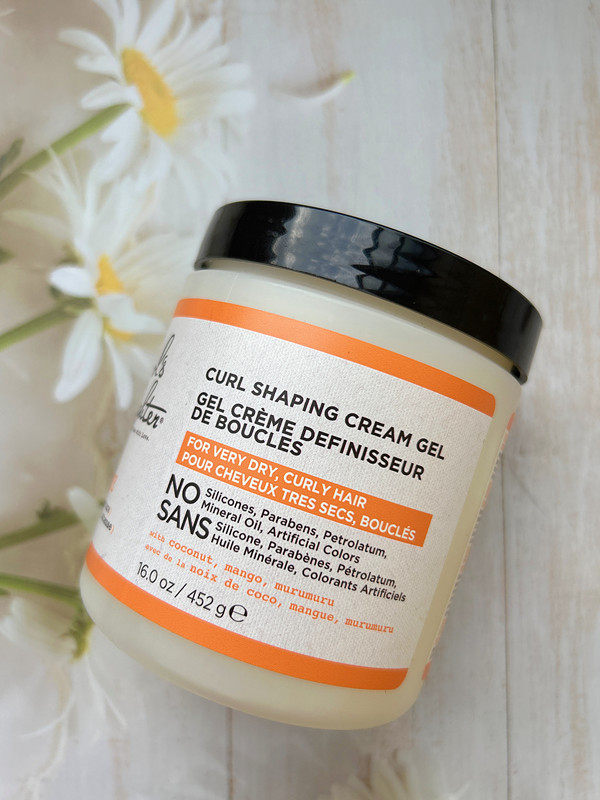 CURL SHAPING CREAM GEL
GEL CRÈME DEFINISSEUR
DE BOUCLES
FOR VERY DRY, CURLY HAIR
POUR CHEVEUX TRES SECS, BOUCLÉS
NO Silicones, Parabens, Petrolatum,
Mineral Oil, Artificial Colors
SANS Silicone, Parabènes, Pétrolatum,
Huile Minérale, Colorants Artificiels
with coconut, mango, murumuru
avec de la noix de coco, mangue, murumuru
16.0 oz / 452 g ℮